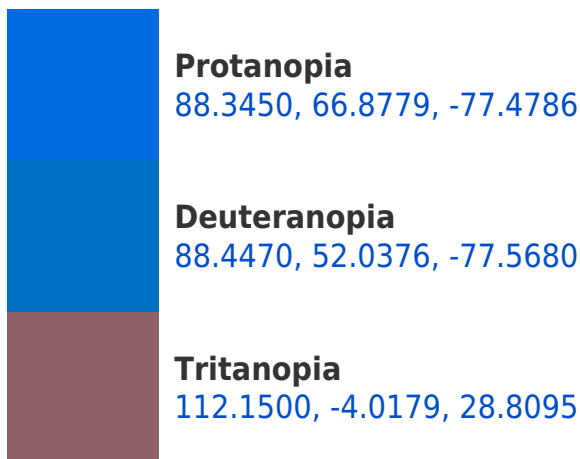 Protanopia
88.3450, 66.8779, -77.4786
Deuteranopia
88.4470, 52.0376, -77.5680
Tritanopia
112.1500, -4.0179, 28.8095